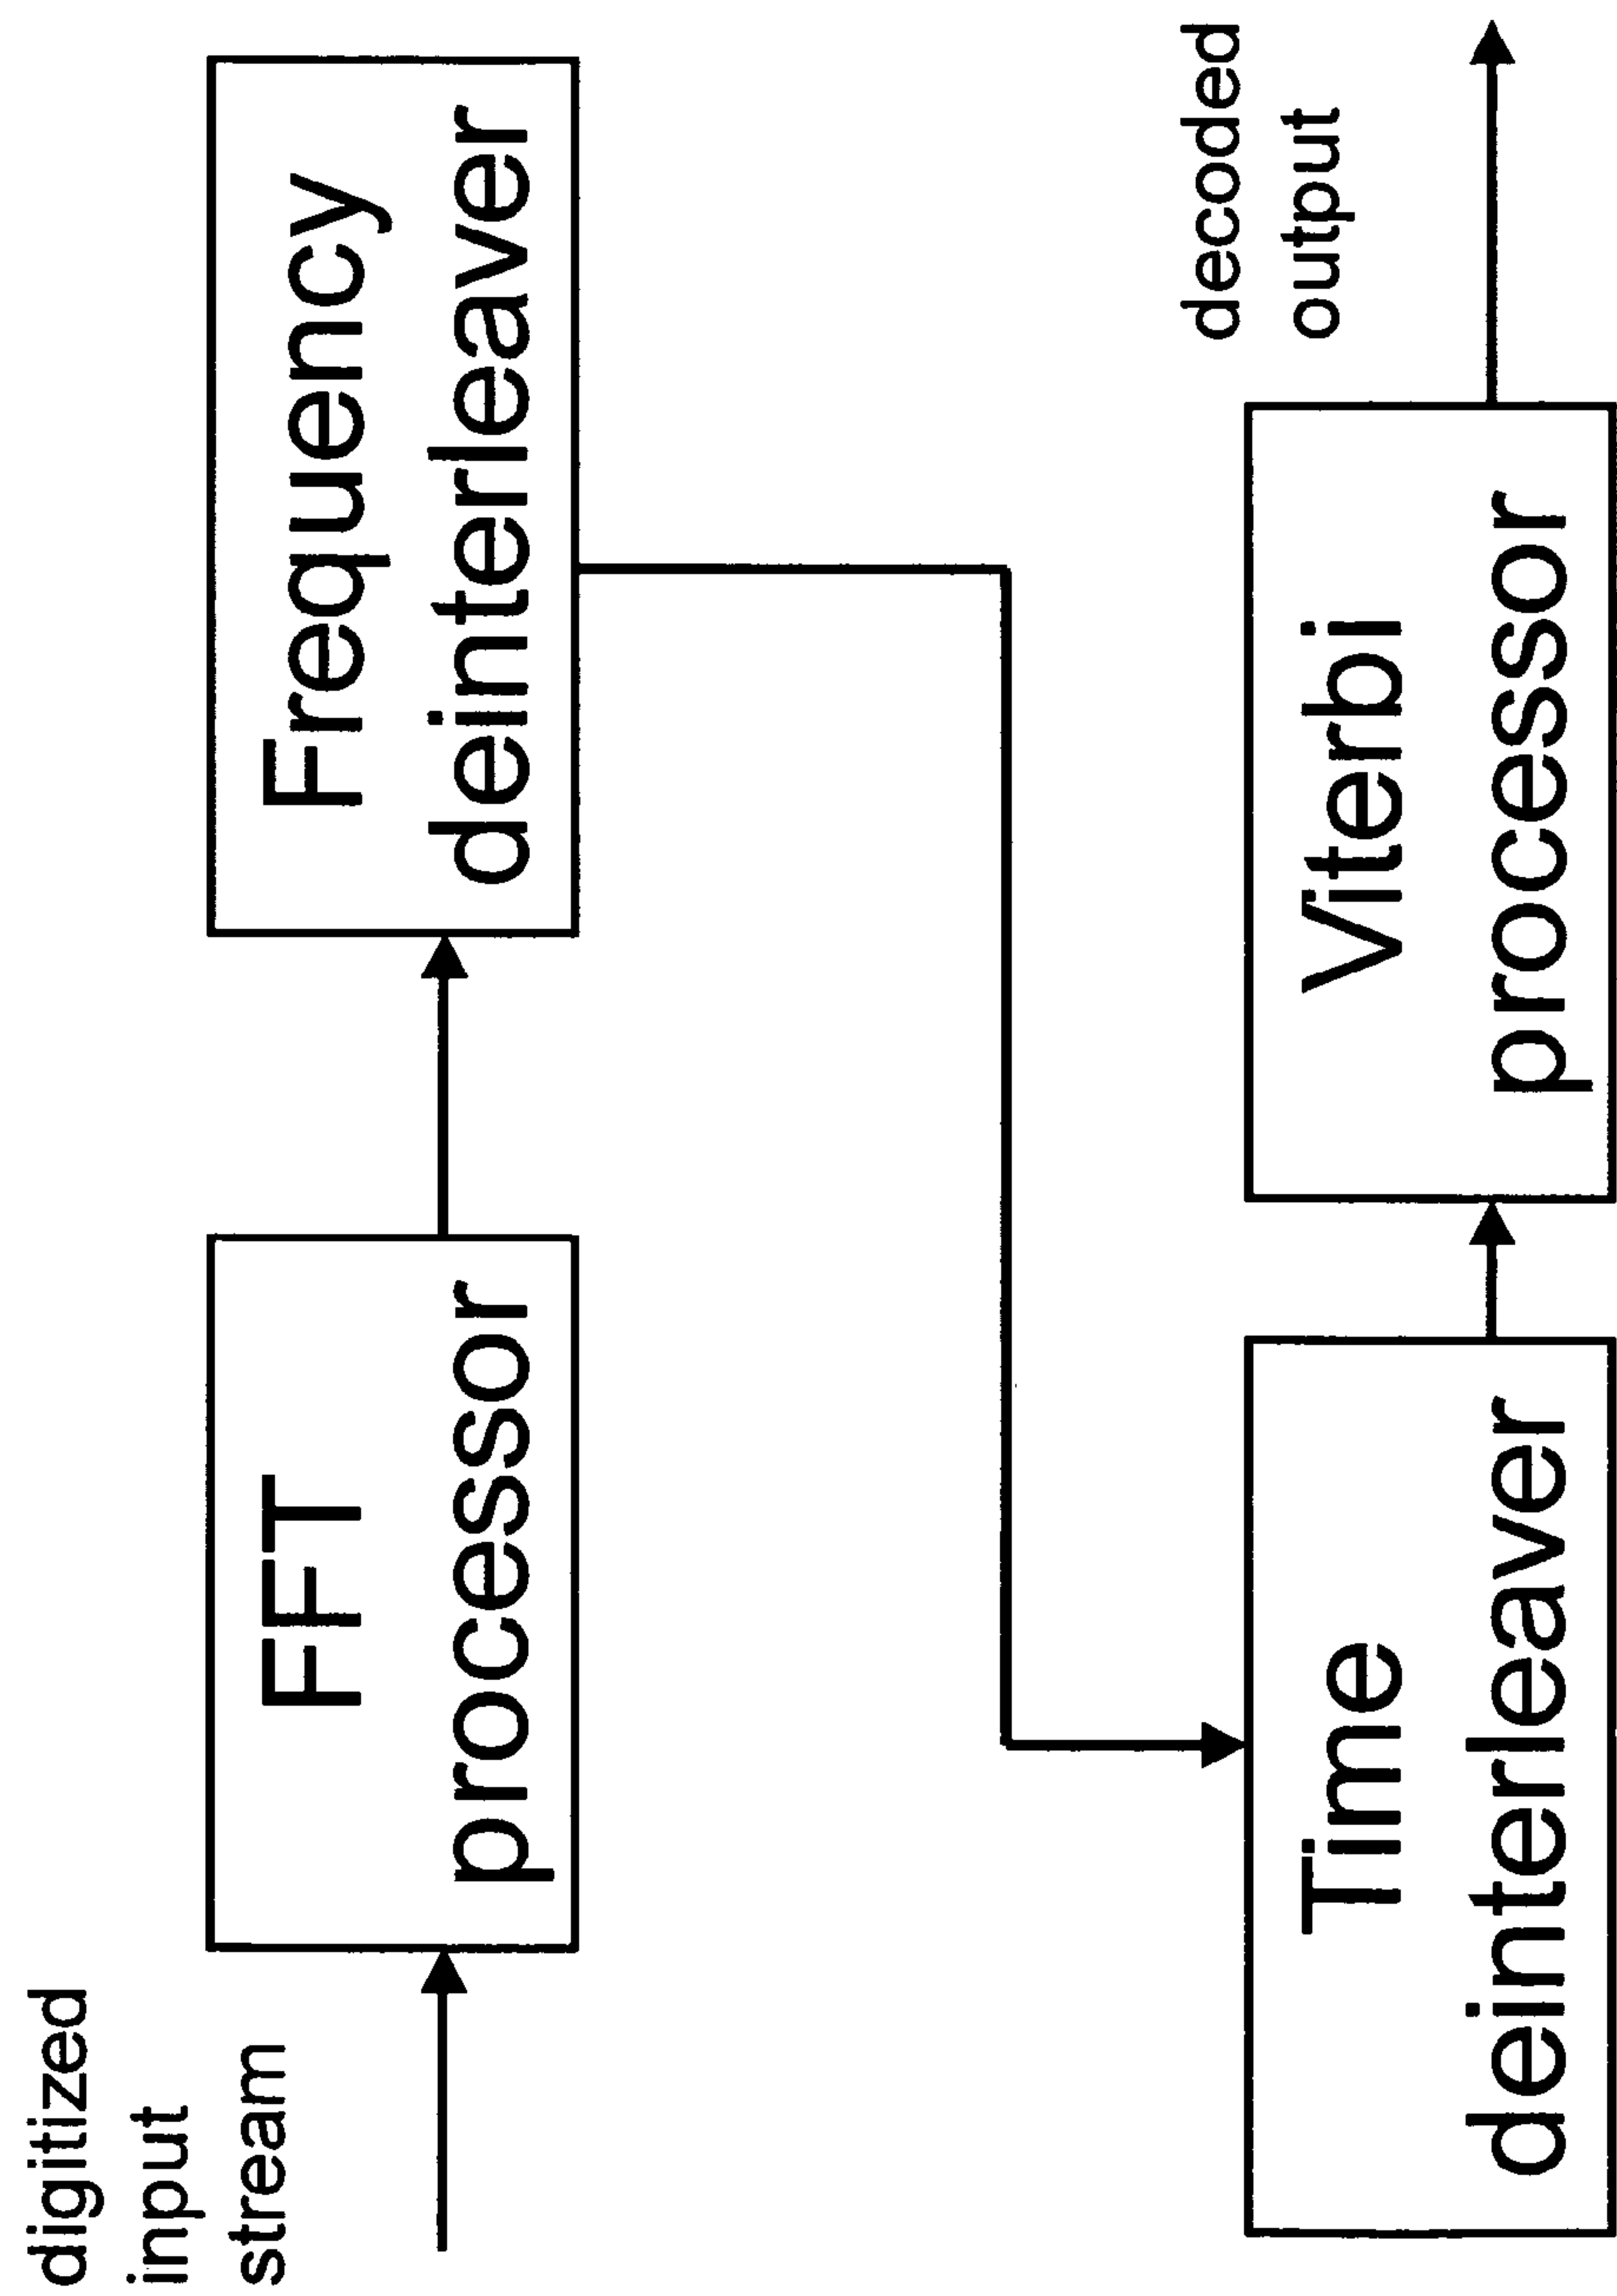 digitized
input
stream
FFT
processor
Frequency
deinterleaver
Time
deinterleaver
Viterbi
processor
decoded
output